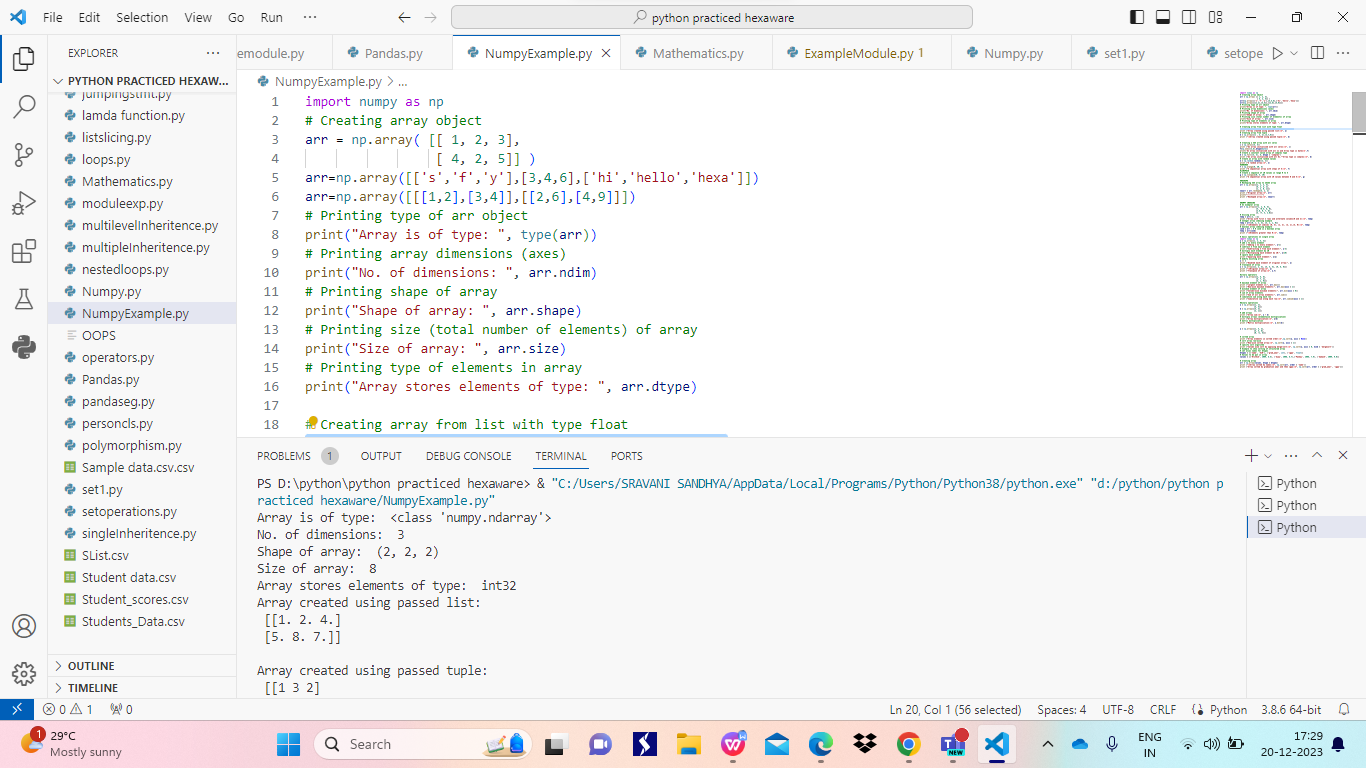 File Edit Selection View Go Run ···
python practiced hexaware
EXPLORER ···
PYTHON PRACTICED HEXAW...
jumpingstmt.py
lamda function.py
listslicing.py
loops.py
Mathematics.py
moduleexp.py
multilevelInheritence.py
multipleInheritence.py
nestedloops.py
Numpy.py
NumpyExample.py
OOPS
operators.py
Pandas.py
pandaseg.py
personcls.py
polymorphism.py
Sample data.csv.csv
set1.py
setoperations.py
singleInheritence.py
SList.csv
Student data.csv
Student_scores.csv
Students_Data.csv
OUTLINE
TIMELINE
emodule.py Pandas.py NumpyExample.py Mathematics.py ExampleModule.py 1 Numpy.py set1.py setope
NumpyExample.py > ...
1 import numpy as np
2 # Creating array object
3 arr = np.array( [[ 1, 2, 3],
4 [ 4, 2, 5]] )
5 arr=np.array([['s','f','y'],[3,4,6],['hi','hello','hexa']])
6 arr=np.array([[[1,2],[3,4]],[[2,6],[4,9]]])
7 # Printing type of arr object
8 print("Array is of type: ", type(arr))
9 # Printing array dimensions (axes)
10 print("No. of dimensions: ", arr.ndim)
11 # Printing shape of array
12 print("Shape of array: ", arr.shape)
13 # Printing size (total number of elements) of array
14 print("Size of array: ", arr.size)
15 # Printing type of elements in array
16 print("Array stores elements of type: ", arr.dtype)
17
18 # Creating array from list with type float
PROBLEMS 1 OUTPUT DEBUG CONSOLE TERMINAL PORTS
PS D:\python\python practiced hexaware> & "C:/Users/SRAVANI SANDHYA/AppData/Local/Programs/Python/Python38/python.exe" "d:/python/python p
racticed hexaware/NumpyExample.py"
Array is of type:  <class 'numpy.ndarray'>
No. of dimensions:  3
Shape of array:  (2, 2, 2)
Size of array:  8
Array stores elements of type:  int32
Array created using passed list:
[[1. 2. 4.]
[5. 8. 7.]]
Array created using passed tuple:
[[1 3 2]
Python
Python
Python
0 1 0 Ln 20, Col 1 (56 selected) Spaces: 4 UTF-8 CRLF Python 3.8.6 64-bit
1 29°C
Mostly sunny
Search
NEW
ENG
IN
17:29
20-12-2023